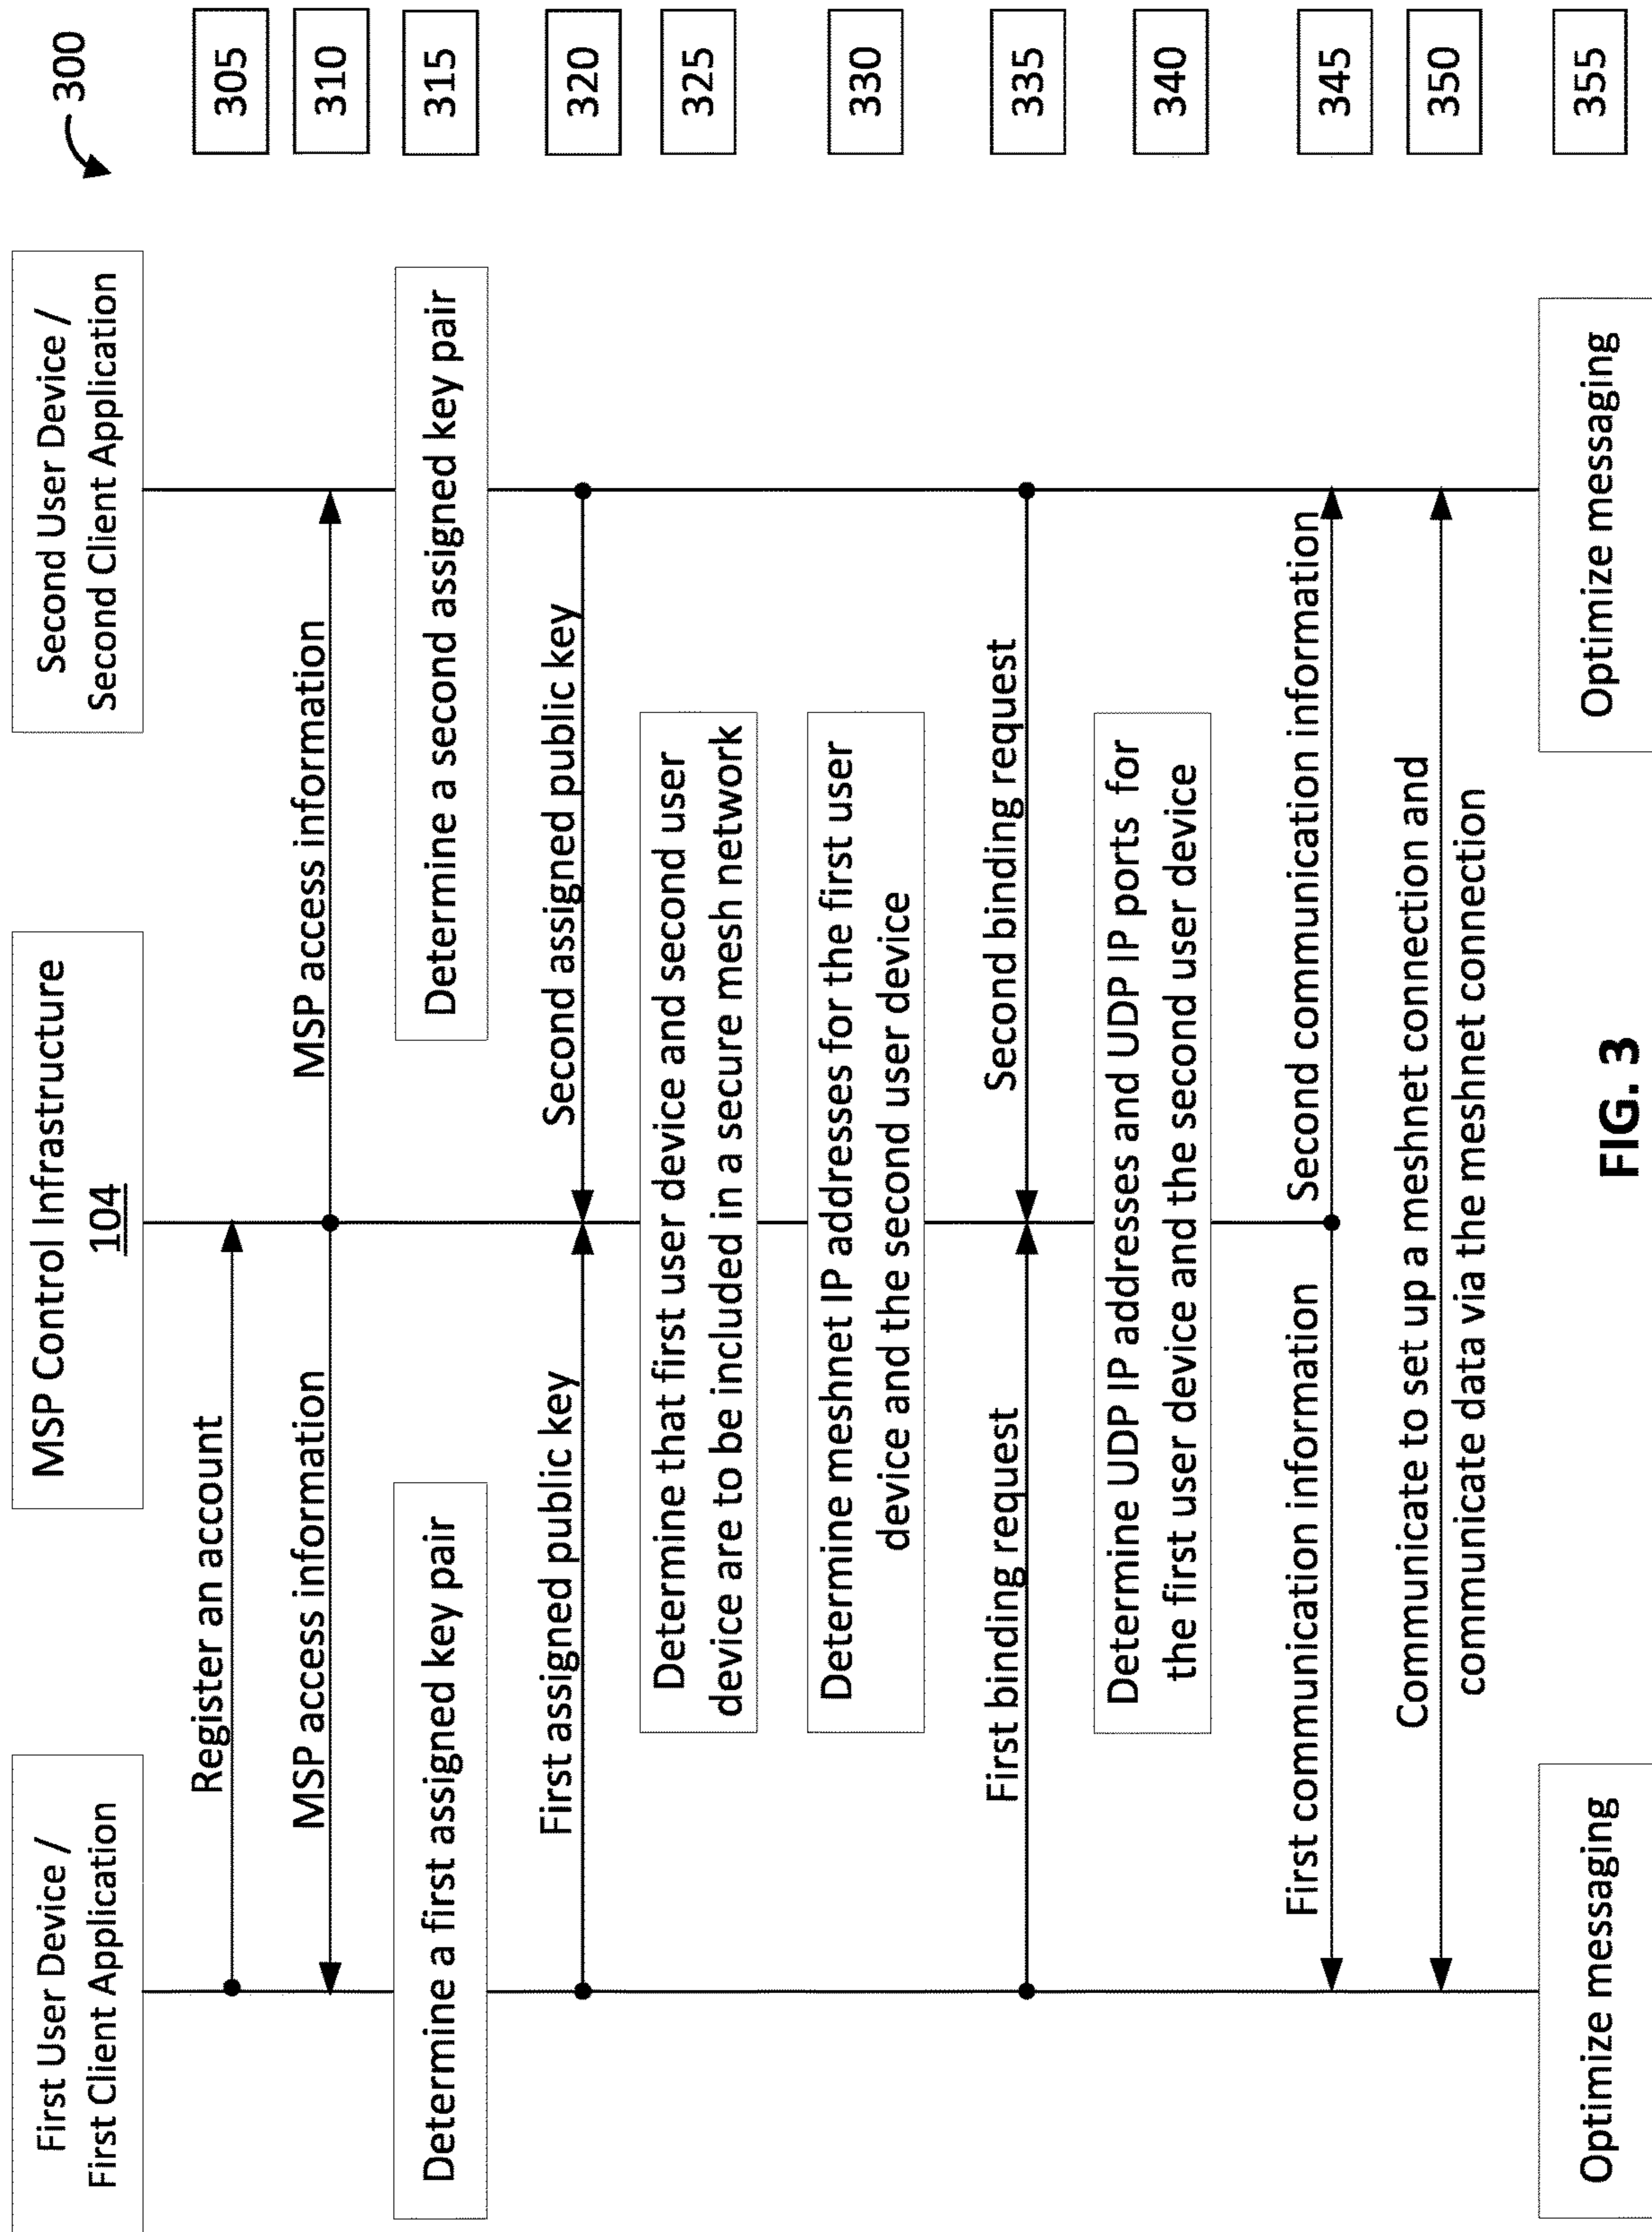 300
First User Device /
First Client Application
MSP Control Infrastructure
104
Second User Device /
Second Client Application
Register an account
305
MSP access information
MSP access information
310
Determine a first assigned key pair
Determine a second assigned key pair
315
First assigned public key
Second assigned public key
320
Determine that first user device and second user
device are to be included in a secure mesh network
325
Determine meshnet IP addresses for the first user
device and the second user device
330
First binding request
Second binding request
335
Determine UDP IP addresses and UDP IP ports for
the first user device and the second user device
340
First communication information
Second communication information
345
Communicate to set up a meshnet connection and
communicate data via the meshnet connection
350
Optimize messaging
Optimize messaging
355
FIG. 3